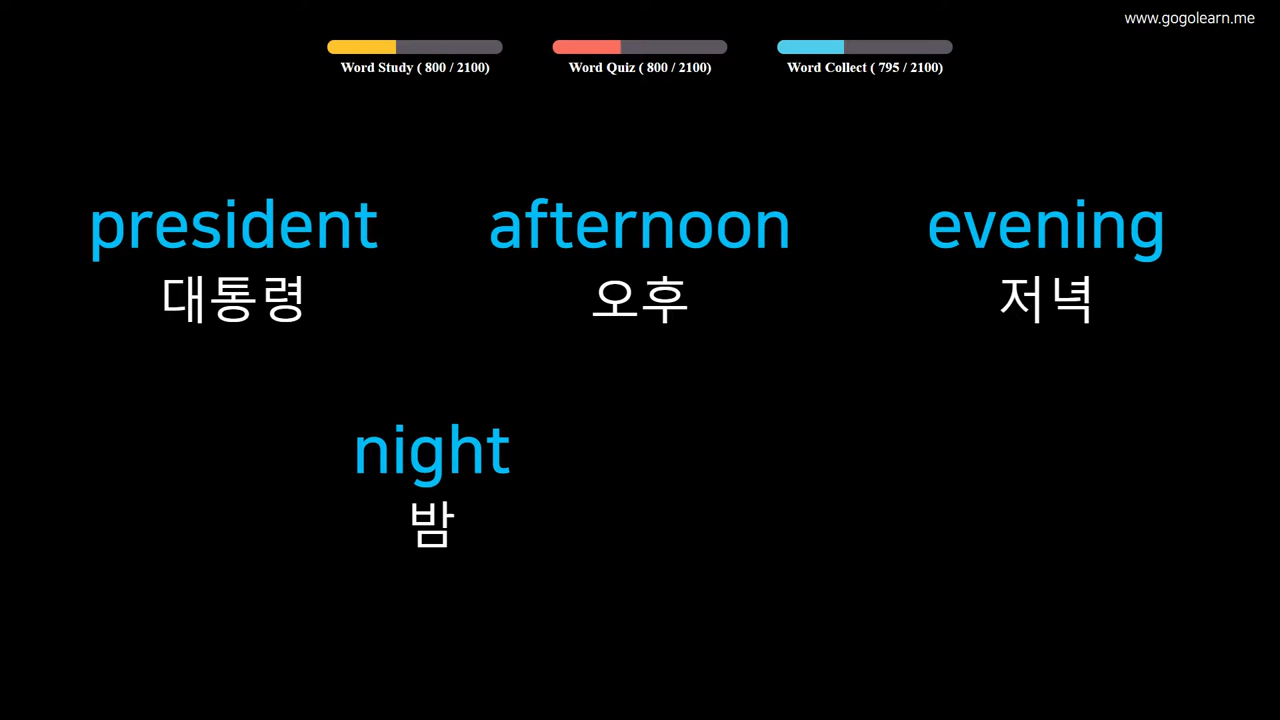 www.gogolearn.me
Word Study ( 800 / 2100)
Word Quiz ( 800 / 2100)
Word Collect ( 795 / 2100)
president
대통령
afternoon
오후
evening
저녁
night
밤